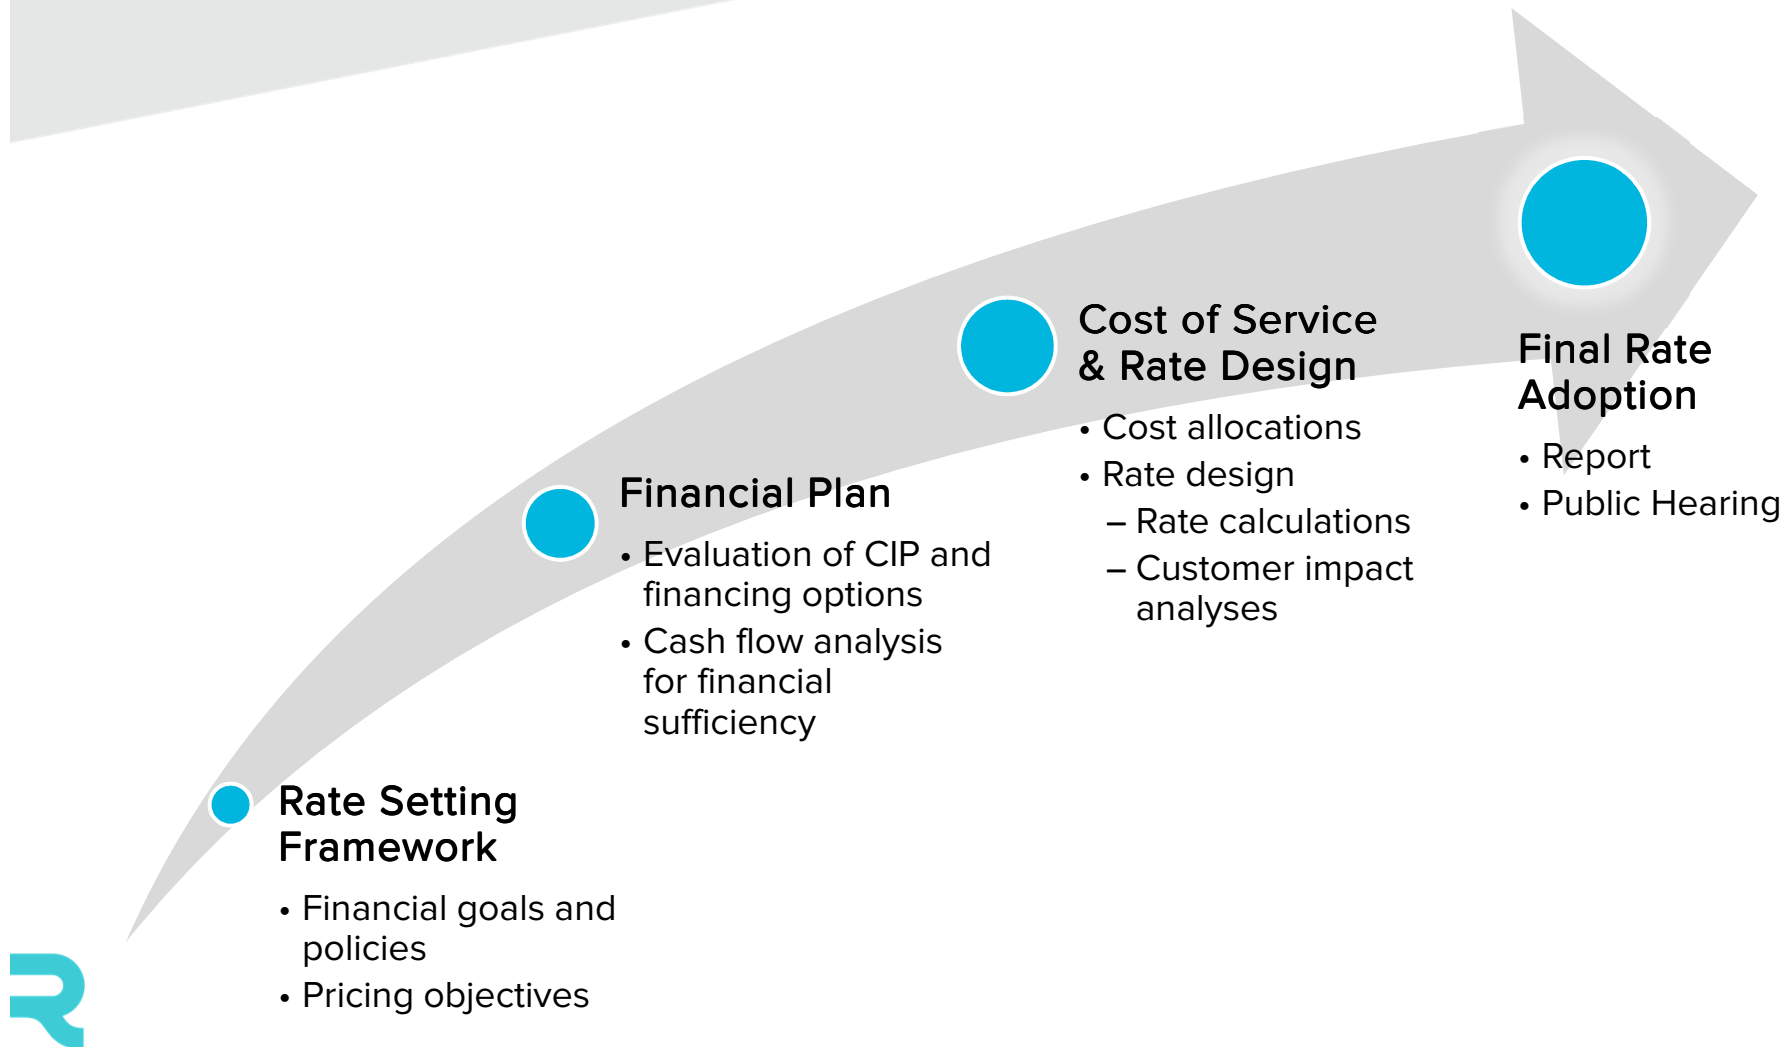 Rate Setting
Framework
• Financial goals and
policies
• Pricing objectives
Financial Plan
• Evaluation of CIP and
financing options
• Cash flow analysis
for financial
sufficiency
Cost of Service
& Rate Design
• Cost allocations
• Rate design
– Rate calculations
– Customer impact
analyses
Final Rate
Adoption
• Report
• Public Hearing
R